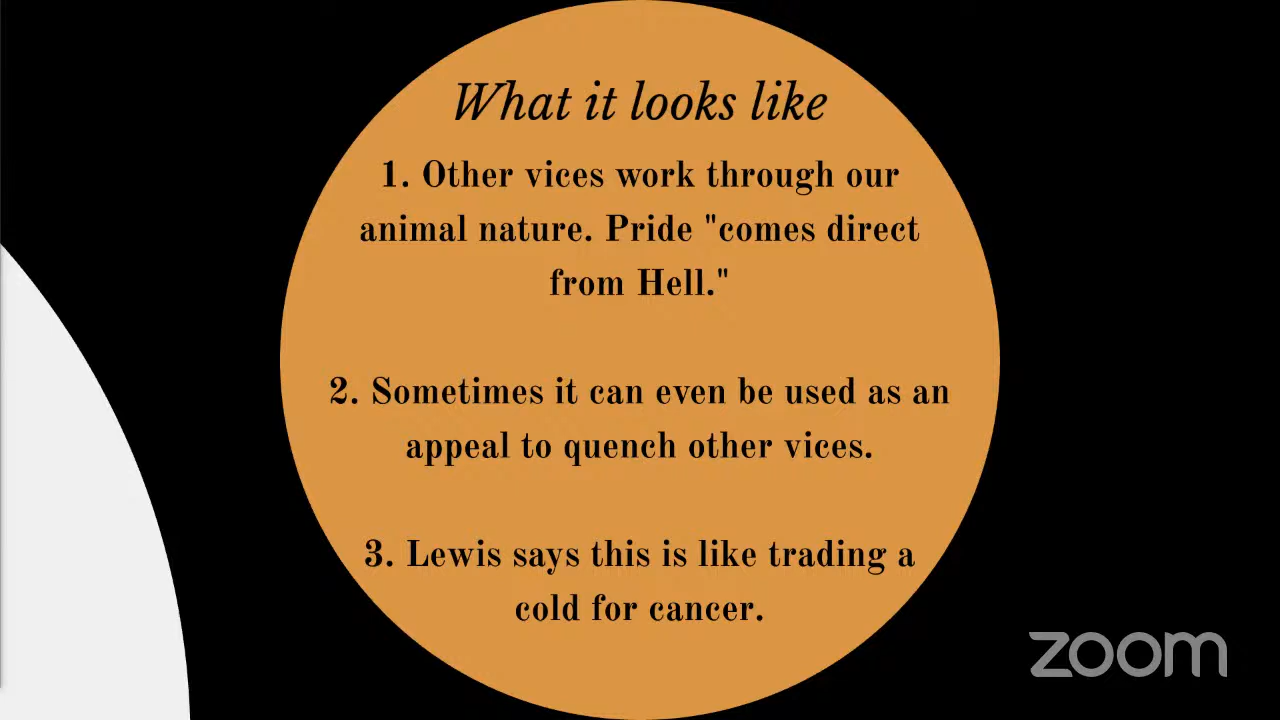 What it looks like
1. Other vices work through our
animal nature. Pride "comes direct
from Hell."
2. Sometimes it can even be used as an
appeal to quench other vices.
3. Lewis says this is like trading a
cold for cancer.
zoom